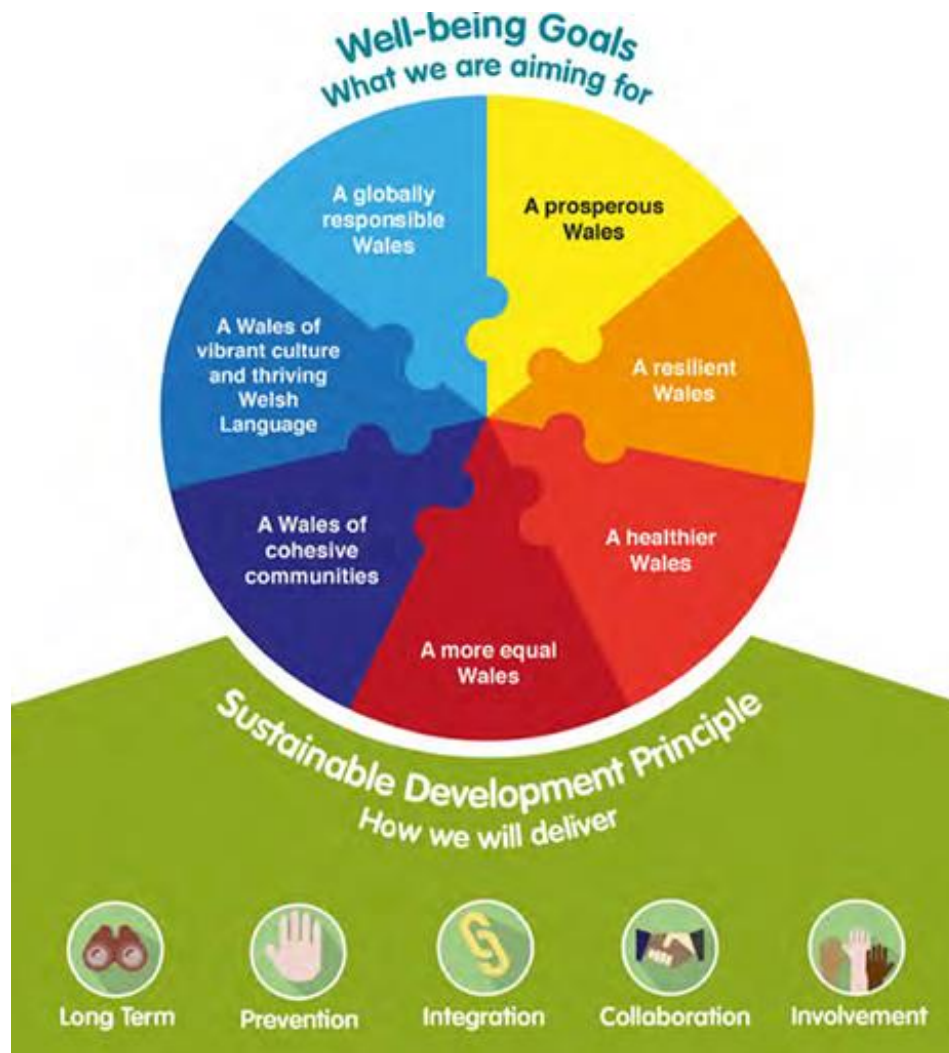 Well-being Goals
What we are aiming for
A globally
responsible
Wales
A prosperous
Wales
A Wales of
vibrant culture
and thriving
Welsh
Language
A resilient
Wales
A Wales of
cohesive
communities
A healthier
Wales
A more equal
Wales
Sustainable Development Principle
How we will deliver
Long Term
Prevention
Integration
Collaboration
Involvement